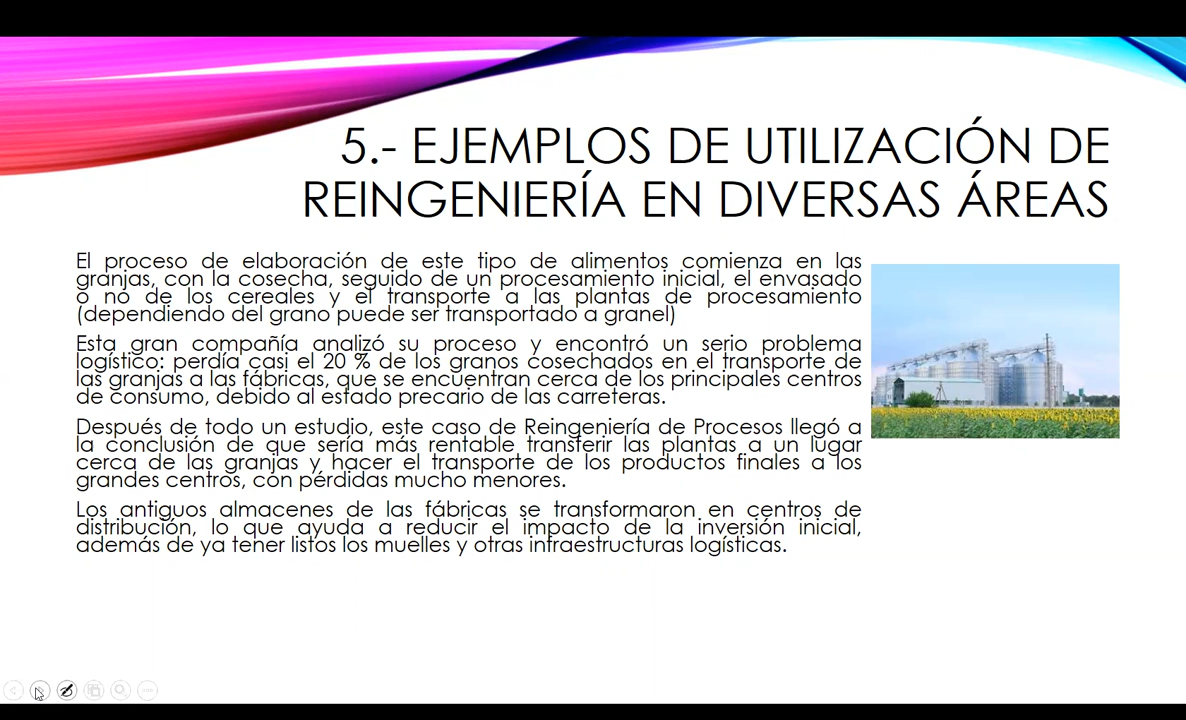 5.- EJEMPLOS DE UTILIZACIÓN DE
REINGENIERÍA EN DIVERSAS ÁREAS
El proceso de elaboración de este tipo de alimentos comienza en las
granjas, con la cosecha, seguido de un procesamiento inicial, el envasado
o no de los cereales y el transporte a las plantas de procesamiento
(dependiendo del grano puede ser transportado a granel)
Esta gran compañía analizó su proceso y encontró un serio problema
logístico: perdía casi el 20 % de los granos cosechados en el transporte de
las granjas a las fábricas, que se encuentran cerca de los principales centros
de consumo, debido al estado precario de las carreteras.
Después de todo un estudio, este caso de Reingeniería de Procesos llegó a
la conclusión de que sería más rentable transferir las plantas a un lugar
cerca de las granjas y hacer el transporte de los productos finales a los
grandes centros, con pérdidas mucho menores.
Los antiguos almacenes de las fábricas se transformaron en centros de
distribución, lo que ayuda a reducir el impacto de la inversión inicial,
además de ya tener listos los muelles y otras infraestructuras logísticas.